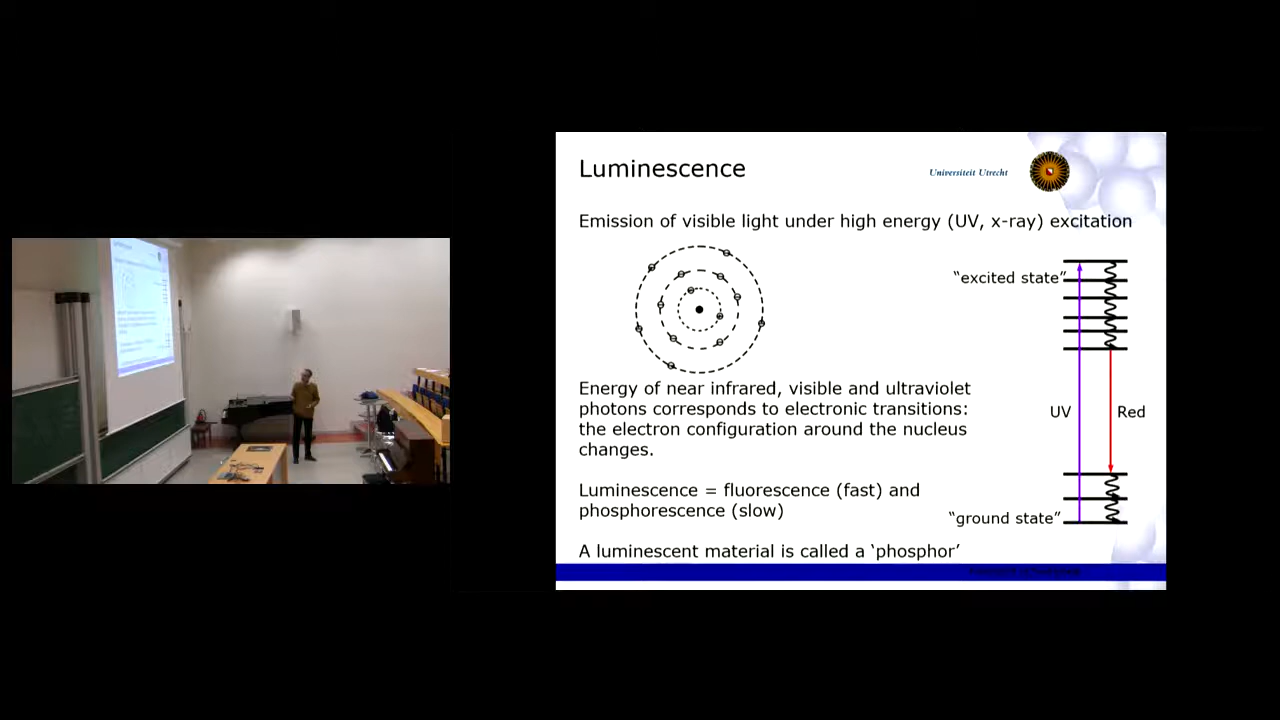 Luminescence
Universiteit Utrecht
Emission of visible light under high energy (UV, x-ray) excitation
“excited state”
Energy of near infrared, visible and ultraviolet
photons corresponds to electronic transitions:
the electron configuration around the nucleus
changes.
UV
Red
Luminescence = fluorescence (fast) and
phosphorescence (slow)
“ground state”
A luminescent material is called a ‘phosphor’